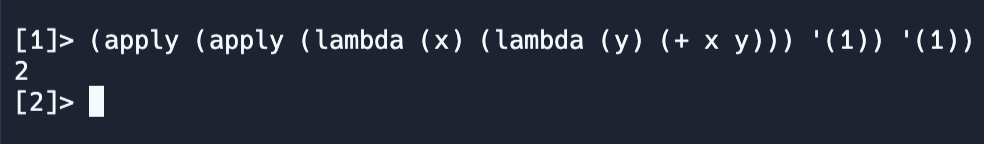 [1]> (apply (apply (lambda (x) (lambda (y) (+ x y))) '(1)) '(1))
2
[2]>